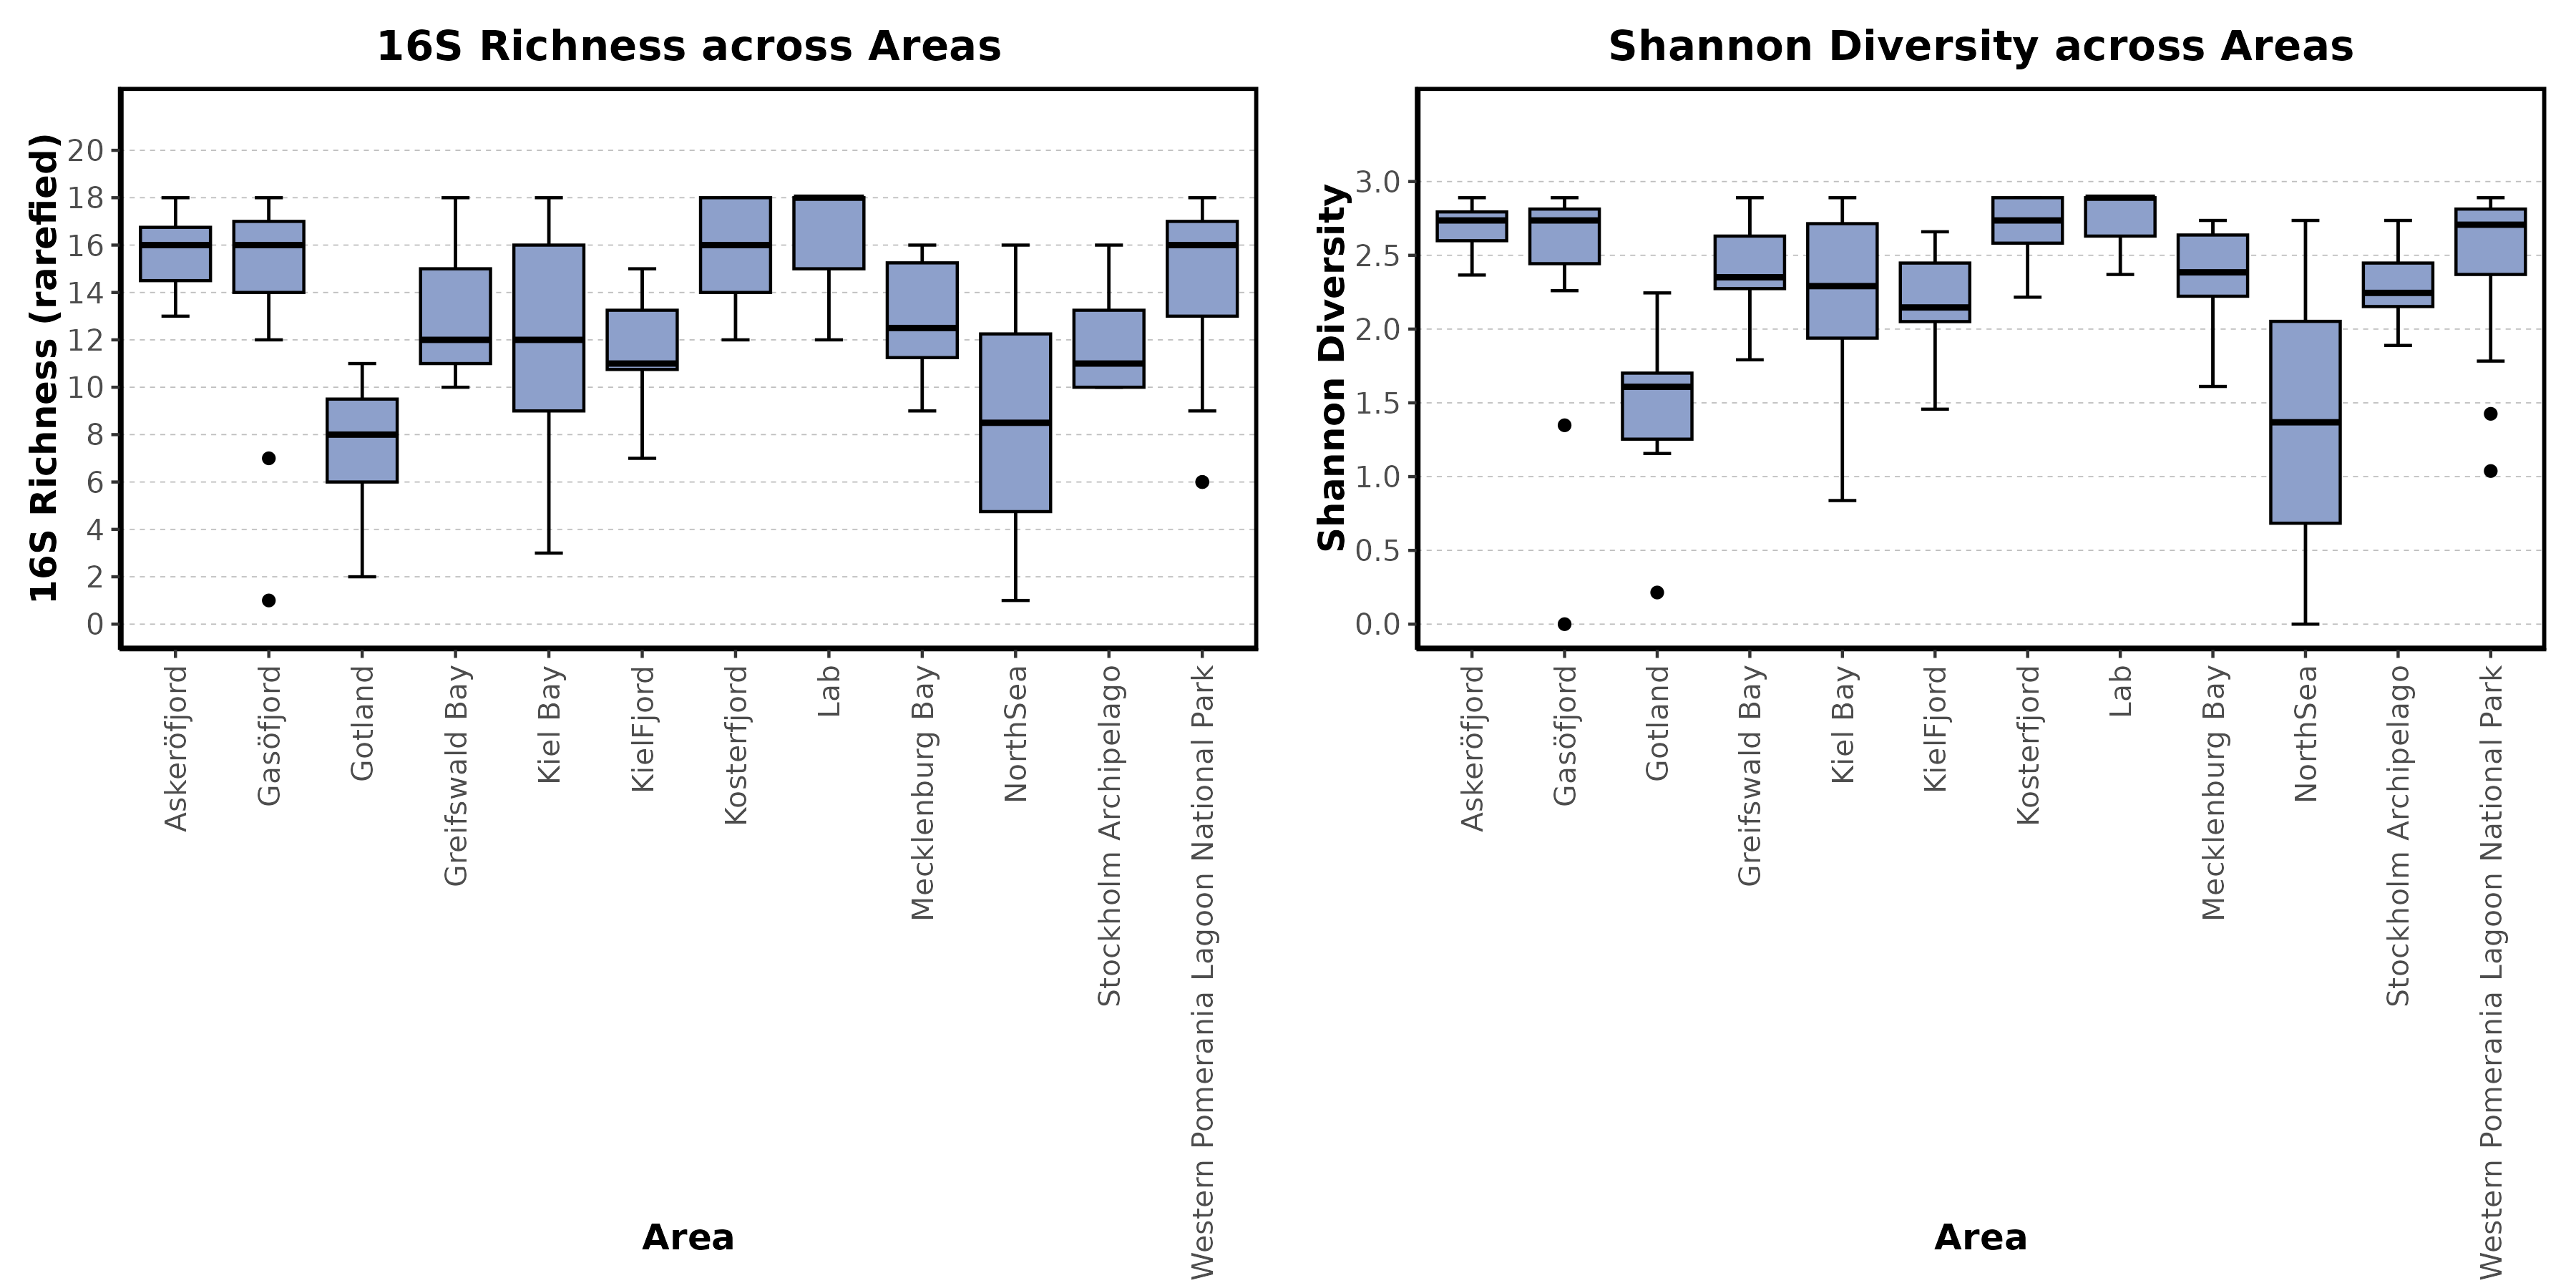 16S Richness across Areas
16S Richness (rarefied)
20
18
16
14
12
10
8
6
4
2
0
Askeröfjord
Gasöfjord
Gotland
Greifswald Bay
Kiel Bay
KielFjord
Kosterfjord
Lab
Mecklenburg Bay
NorthSea
Stockholm Archipelago
Western Pomerania Lagoon National Park
Area
Shannon Diversity across Areas
Shannon Diversity
3.0
2.5
2.0
1.5
1.0
0.5
0.0
Askeröfjord
Gasöfjord
Gotland
Greifswald Bay
Kiel Bay
KielFjord
Kosterfjord
Lab
Mecklenburg Bay
NorthSea
Stockholm Archipelago
Western Pomerania Lagoon National Park
Area